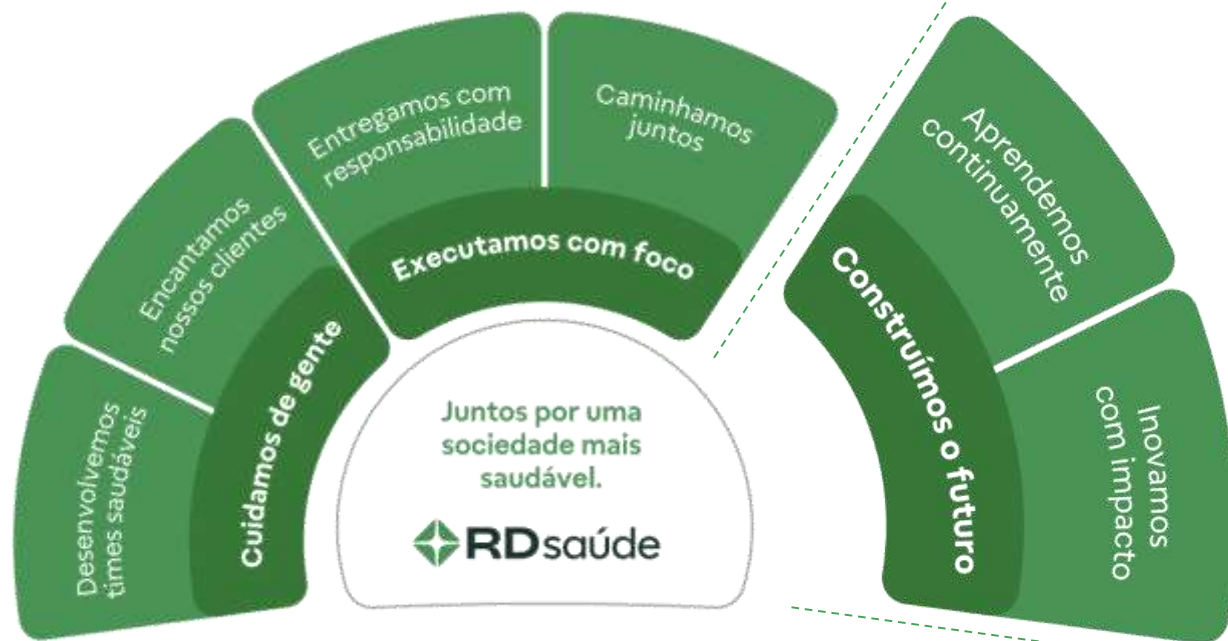 Desenvolvemos
times saudáveis
Encantamos
nossos clientes
Cuidamos de gente
Entregamos com
responsabilidade
Caminhamos
juntos
Executamos com foco
Aprendemos
continuamente
Inovamos
com impacto
Construímos o futuro
Juntos por uma
sociedade mais
saudável.
RDsaúde